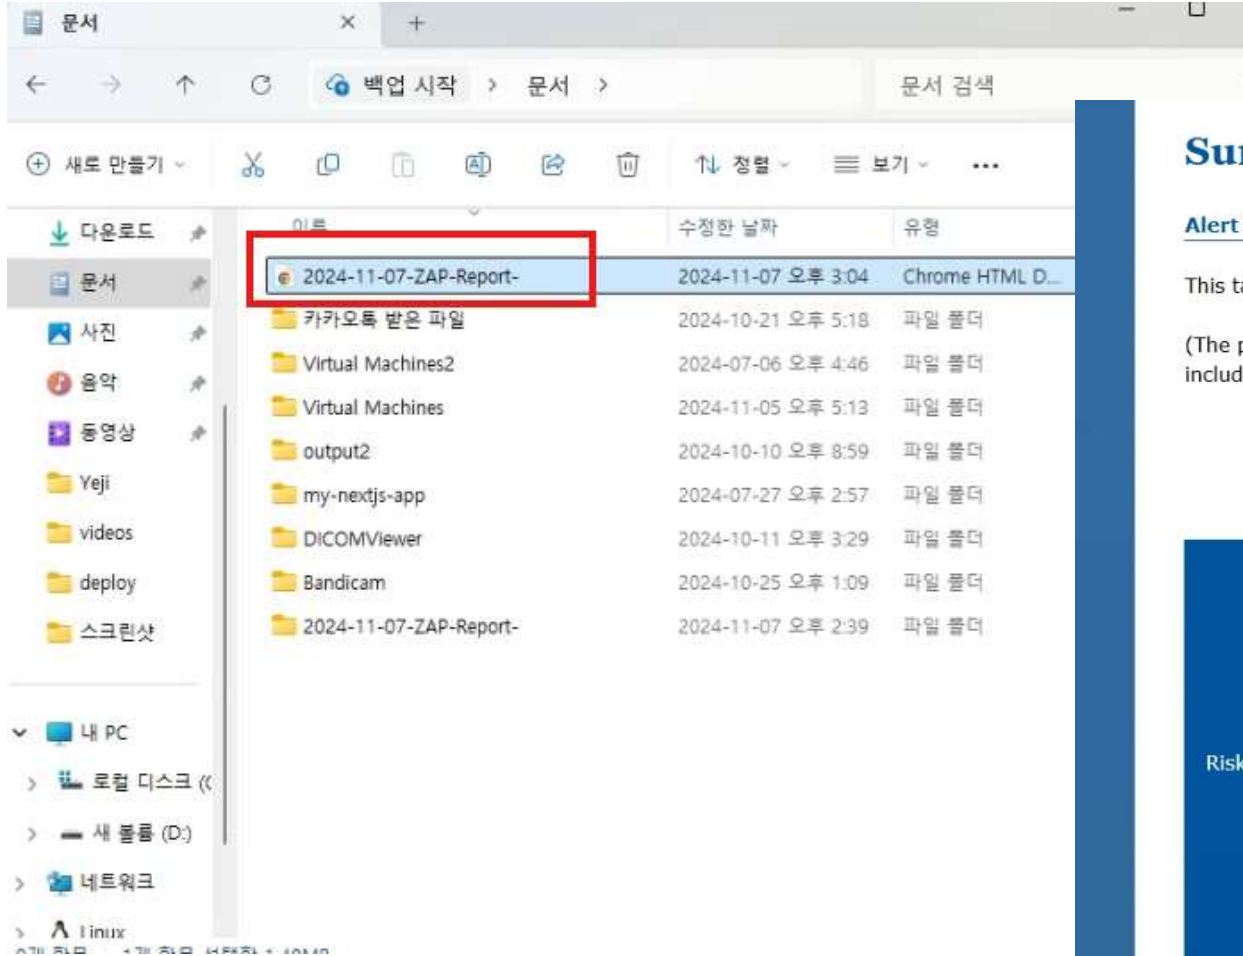 문서
백업 시작 > 문서 >
문서 검색
새로 만들기
정렬
보기
이름
수정한 날짜
유형
2024-11-07-ZAP-Report- 2024-11-07 오후 3:04 Chrome HTML D...
카카오톡 받은 파일 2024-10-21 오후 5:18 파일 폴더
Virtual Machines2 2024-07-06 오후 4:46 파일 폴더
Virtual Machines 2024-11-05 오후 5:13 파일 폴더
output2 2024-10-10 오후 8:59 파일 폴더
my-nextjs-app 2024-07-27 오후 2:57 파일 폴더
DICOMViewer 2024-10-11 오후 3:29 파일 폴더
Bandicam 2024-10-25 오후 1:09 파일 폴더
2024-11-07-ZAP-Report- 2024-11-07 오후 2:39 파일 폴더
다운로드
문서
사진
음악
동영상
Yeji
videos
deploy
스크린샷
내 PC
로컬 디스크 (C
새 볼륨 (D:)
네트워크
Linux
Alert
This
(The
includ
Risk